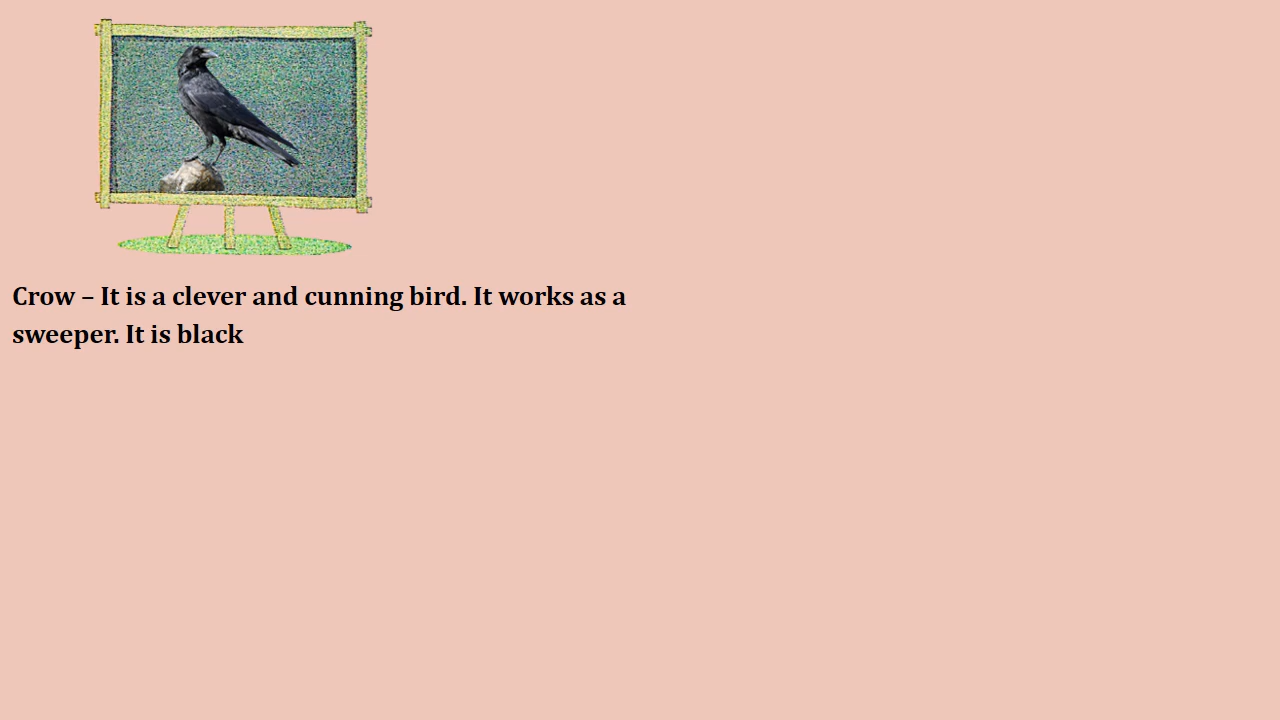 Crow – It is a clever and cunning bird. It works as a
sweeper. It is black